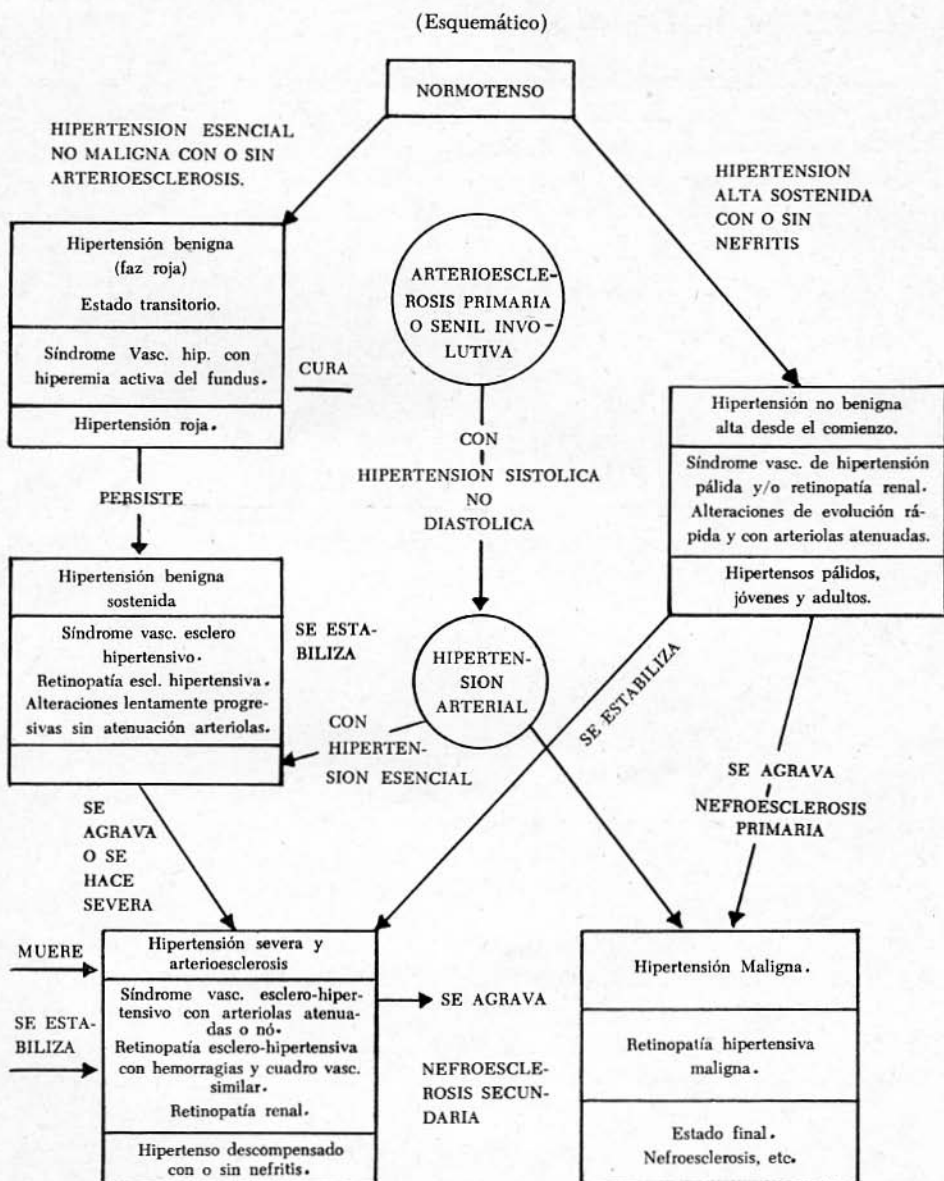 (Esquemático)
NORMOTENSO
HIPERTENSION ESENCIAL
NO MALIGNA CON O SIN
ARTERIOESCLEROSIS.
HIPERTENSION
ALTA SOSTENIDA
CON O SIN
NEFRITIS
Hipertensión benigna
(faz roja)
Estado transitorio.
Síndrome Vasc. hip. con
hiperemia activa del fundus.
Hipertensión roja.
CURA
ARTERIOESCLE-
ROSIS PRIMARIA
O SENIL INVO-
LUTIVA
CON
HIPERTENSION SISTOLICA
NO
DIASTOLICA
Hipertensión no benigna
alta desde el comienzo.
Síndrome vasc. de hipertensión
pálida y/o retinopatía renal.
Alteraciones de evolución rá-
pida y con arteriolas atenuadas.
Hipertensos pálidos,
jóvenes y adultos.
PERSISTE
Hipertensión benigna
sostenida
Síndrome vasc. esclero
hipertensivo.
Retinopatía escl. hipertensiva.
Alteraciones lentamente progre-
sivas sin atenuación arteriolas.
SE ESTA-
BILIZA
HIPERTEN-
SION
ARTERIAL
CON
HIPERTEN-
SION ESENCIAL
SE ESTABILIZA
SE AGRAVA
NEFROESCLEROSIS
PRIMARIA
SE
AGRAVA
O SE
HACE
SEVERA
MUERE
SE ESTA-
BILIZA
Hipertensión severa y
arterioesclerosis
Síndrome vasc. esclero-hiper-
tensivo con arteriolas atenua-
das o nó.
Retinopatía esclero-hipertensiva
con hemorragias y cuadro vasc.
similar.
Retinopatía renal.
Hipertenso descompensado
con o sin nefritis.
SE AGRAVA
NEFROESCLE-
ROSIS SECUN-
DARIA
Hipertensión Maligna.
Retinopatía hipertensiva
maligna.
Estado final.
Nefroesclerosis, etc.